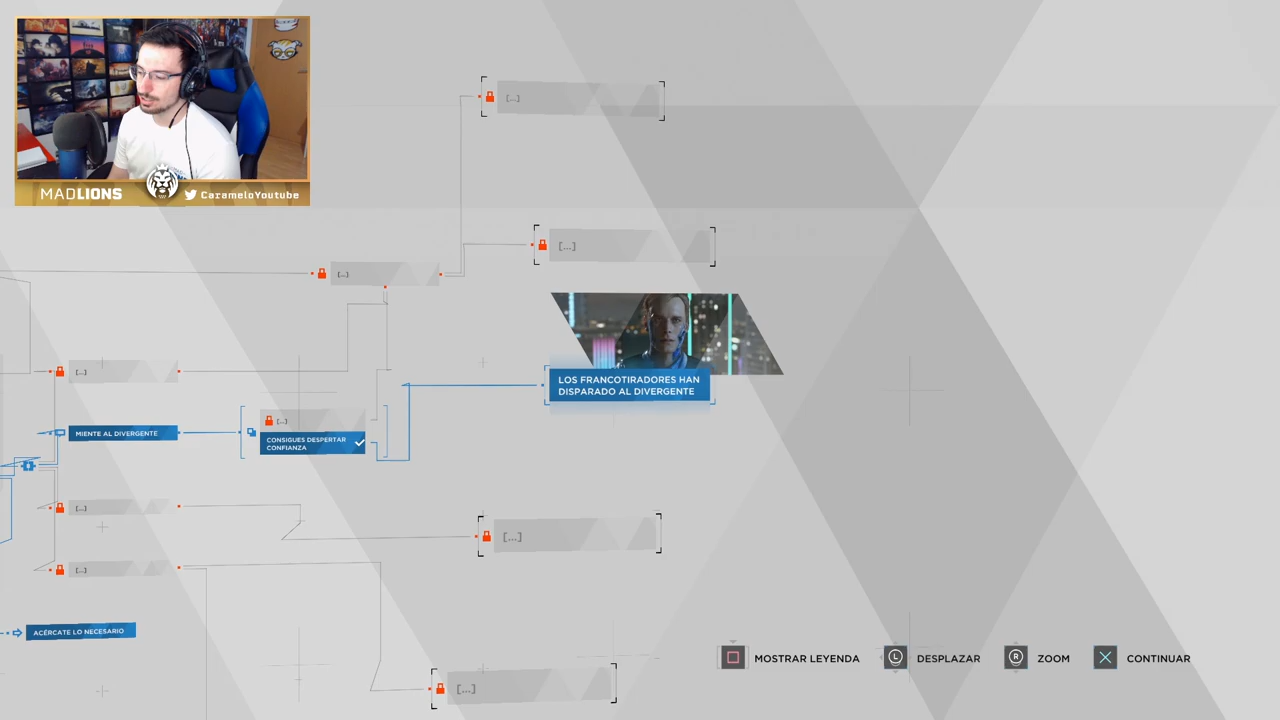 MADLIONS
CarameloYoutube
[...]
[...]
[...]
[...]
LOS FRANCOTIRADORES HAN
DISPARADO AL DIVERGENTE
MIENTE AL DIVERGENTE
[...]
CONSIGUES DESPERTAR
CONFIANZA
[...]
[...]
[...]
ACÉRCATE LO NECESARIO
[...]
MOSTRAR LEYENDA
L
DESPLAZAR
R
ZOOM
CONTINUAR